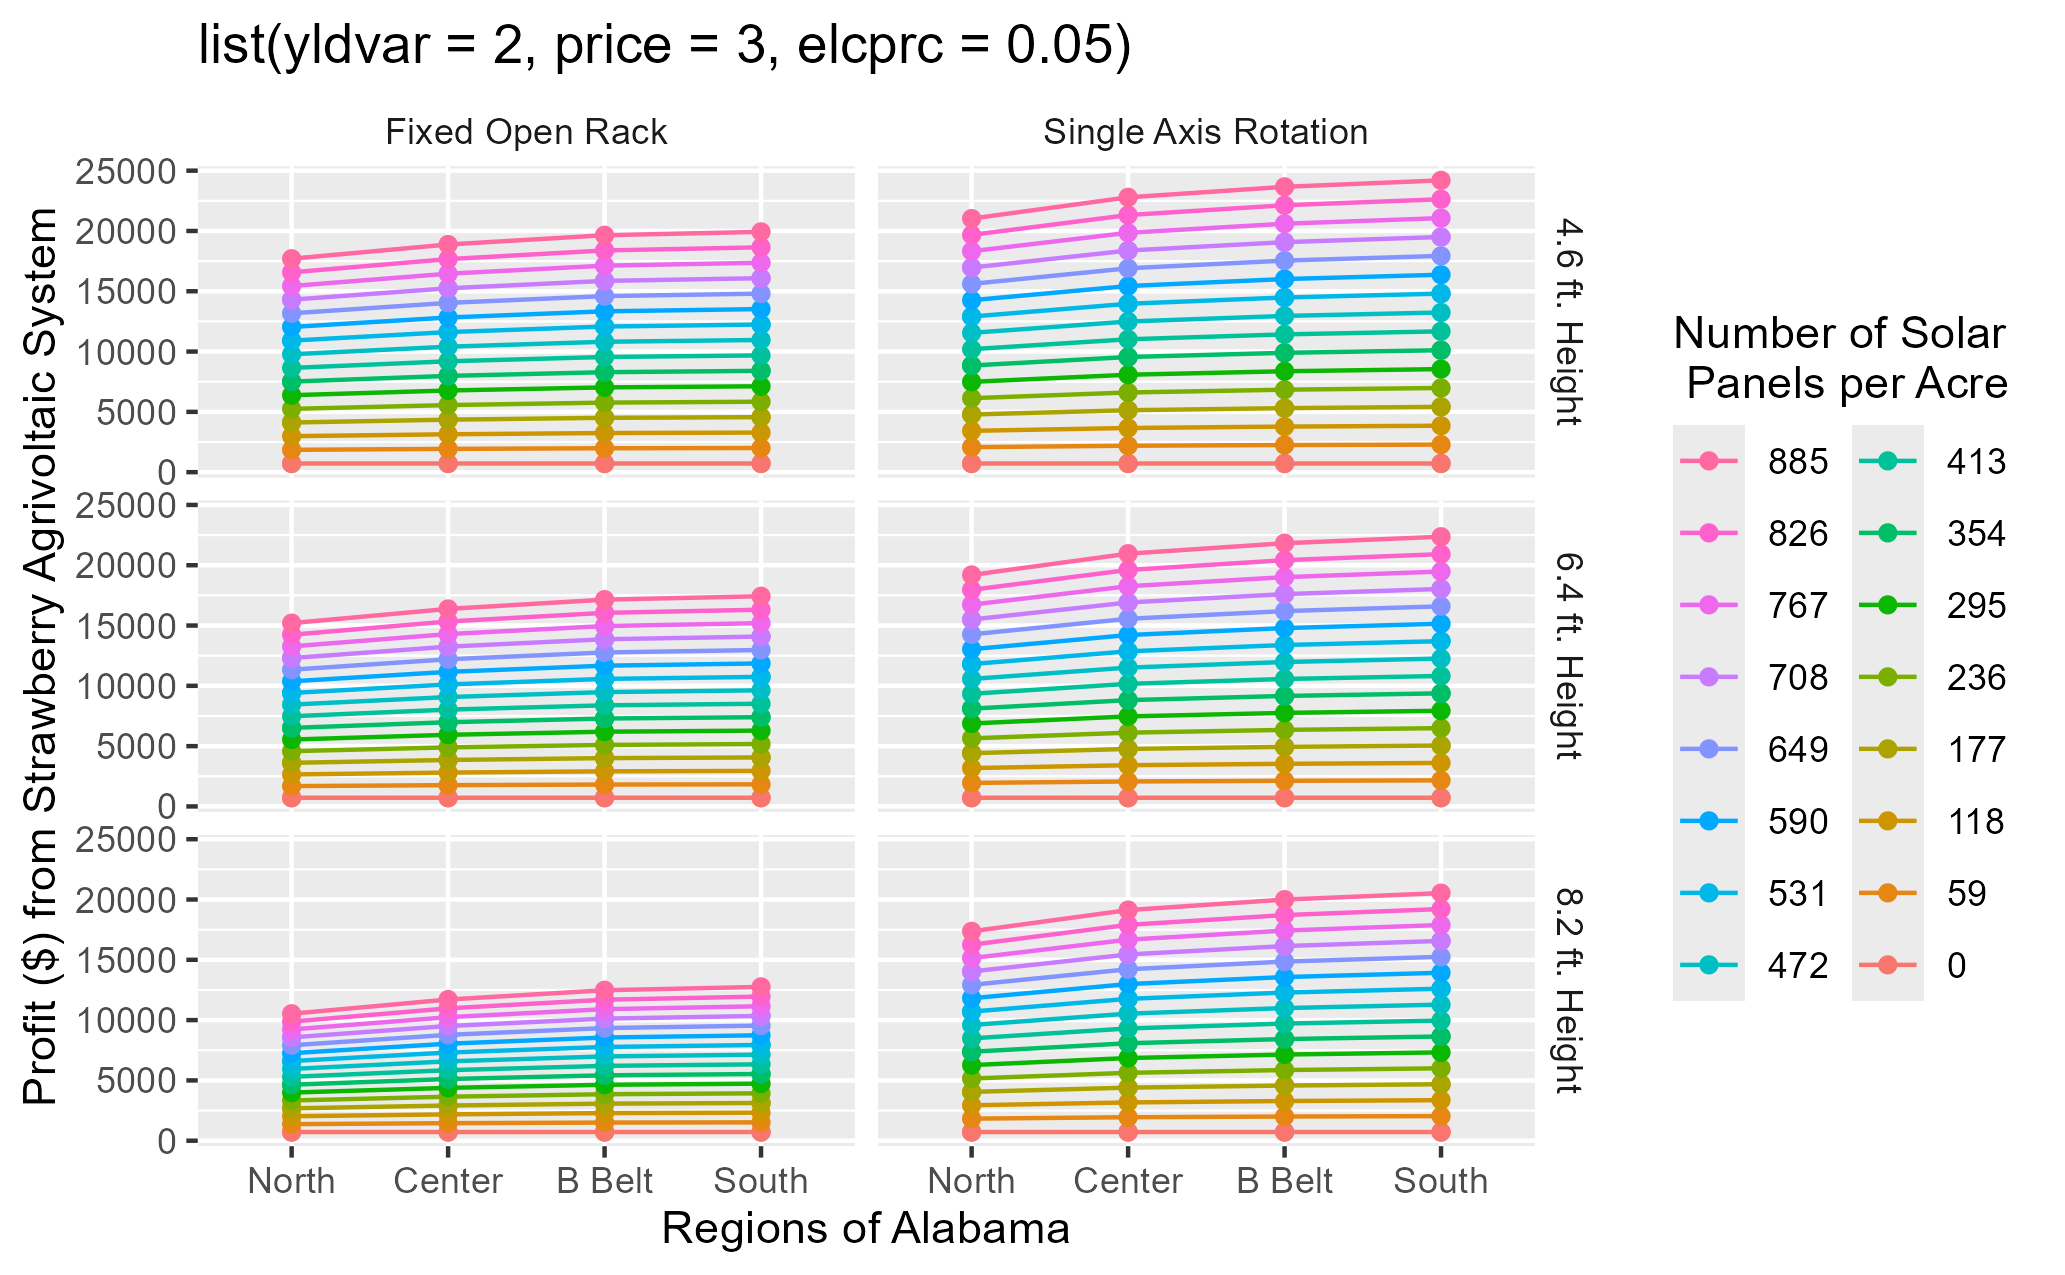 list(yldvar = 2, price = 3, elcprc = 0.05)
Fixed Open Rack
Single Axis Rotation
Profit ($) from Strawberry Agrivoltaic System
25000
20000
15000
10000
5000
0
4.6 ft. Height
25000
20000
15000
10000
5000
0
6.4 ft. Height
25000
20000
15000
10000
5000
0
8.2 ft. Height
North Center B Belt South
North Center B Belt South
Regions of Alabama
Number of Solar
Panels per Acre
885 413
826 354
767 295
708 236
649 177
590 118
531 59
472 0